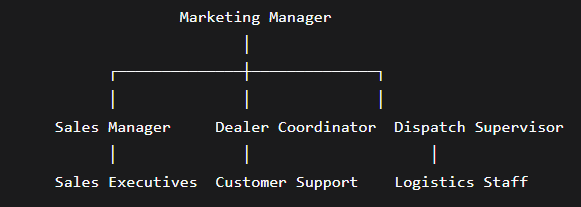 Marketing Manager
Sales Manager Dealer Coordinator Dispatch Supervisor
Sales Executives Customer Support Logistics Staff